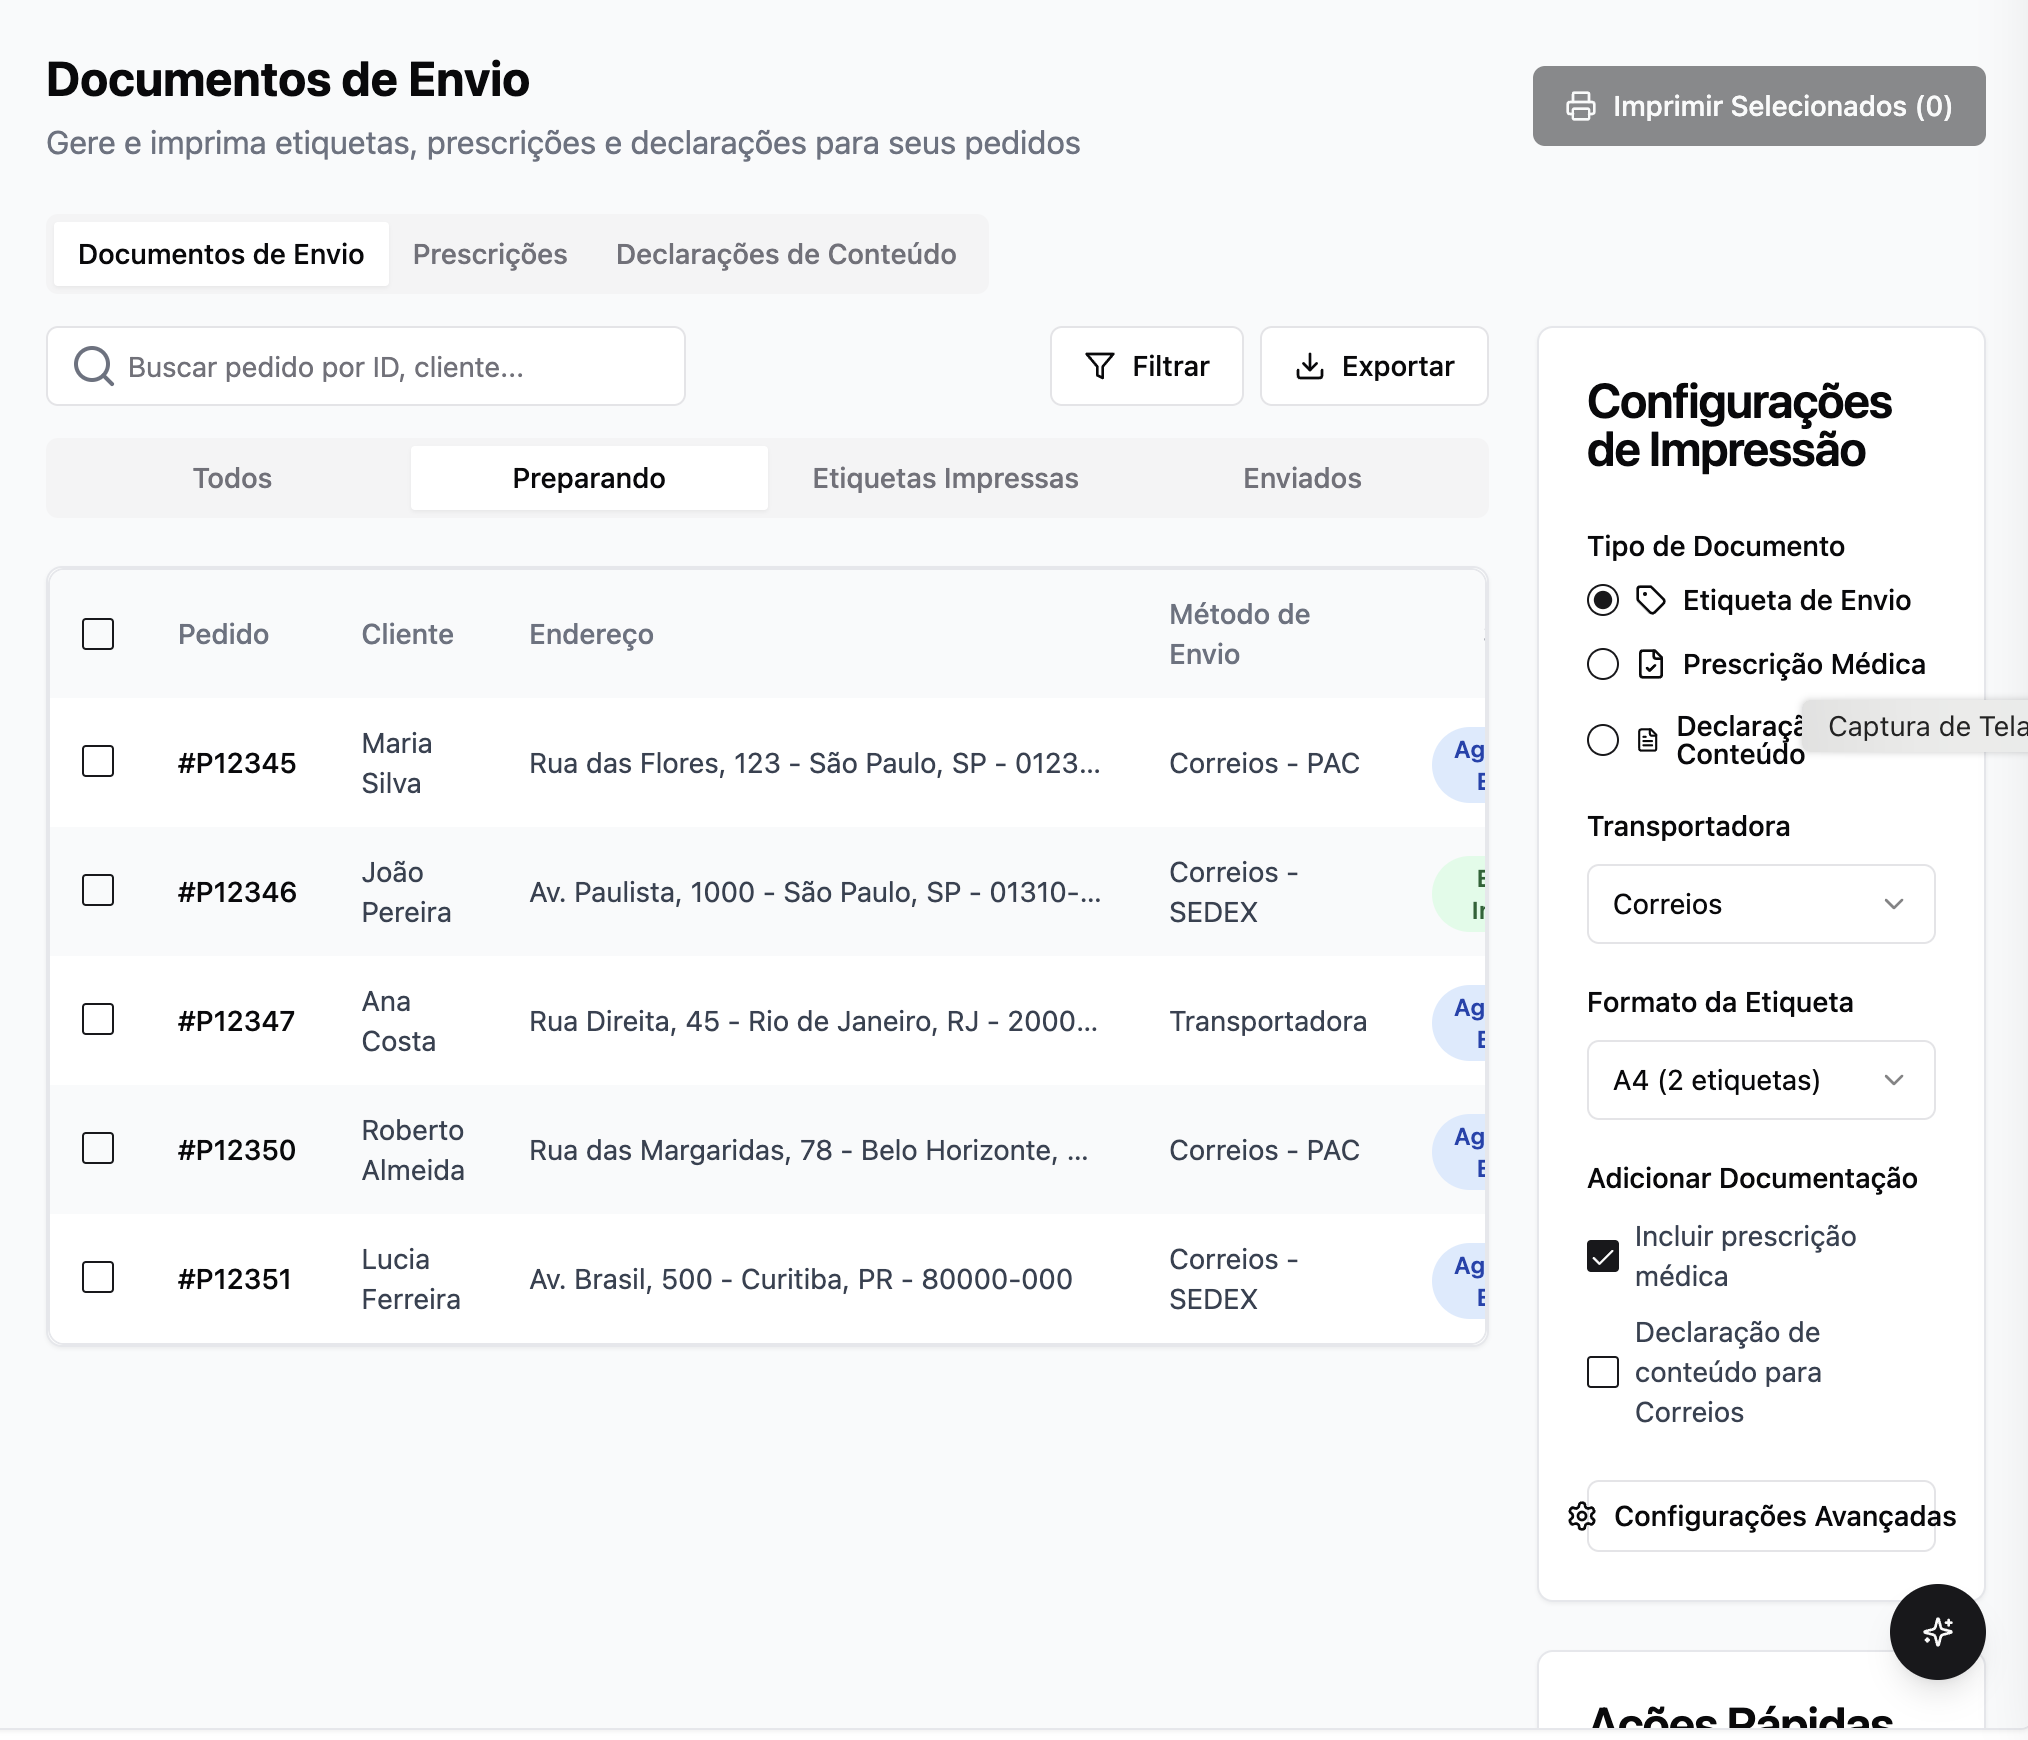 Documentos de Envio
Gere e imprima etiquetas, prescrições e declarações para seus pedidos
Imprimir Selecionados (0)
Documentos de Envio
Prescrições
Declarações de Conteúdo
Buscar pedido por ID, cliente...
Filtrar
Exportar
Todos
Preparando
Etiquetas Impressas
Enviados
Pedido
Cliente
Endereço
Método de
Envio
#P12345
Maria
Silva
Rua das Flores, 123 - São Paulo, SP - 0123...
Correios - PAC
Ag
#P12346
João
Pereira
Av. Paulista, 1000 - São Paulo, SP - 01310-...
Correios -
SEDEX
#P12347
Ana
Costa
Rua Direita, 45 - Rio de Janeiro, RJ - 2000...
Transportadora
Ag
#P12350
Roberto
Almeida
Rua das Margaridas, 78 - Belo Horizonte, ...
Correios - PAC
Ag
#P12351
Lucia
Ferreira
Av. Brasil, 500 - Curitiba, PR - 80000-000
Correios -
SEDEX
Ag
Configurações
de Impressão
Tipo de Documento
Etiqueta de Envio
Prescrição Médica
Declaraçã
Conteúdo
Captura de Tela
Transportadora
Correios
Formato da Etiqueta
A4 (2 etiquetas)
Adicionar Documentação
Incluir prescrição
médica
Declaração de
conteúdo para
Correios
Configurações Avançadas
Ações Rápidas